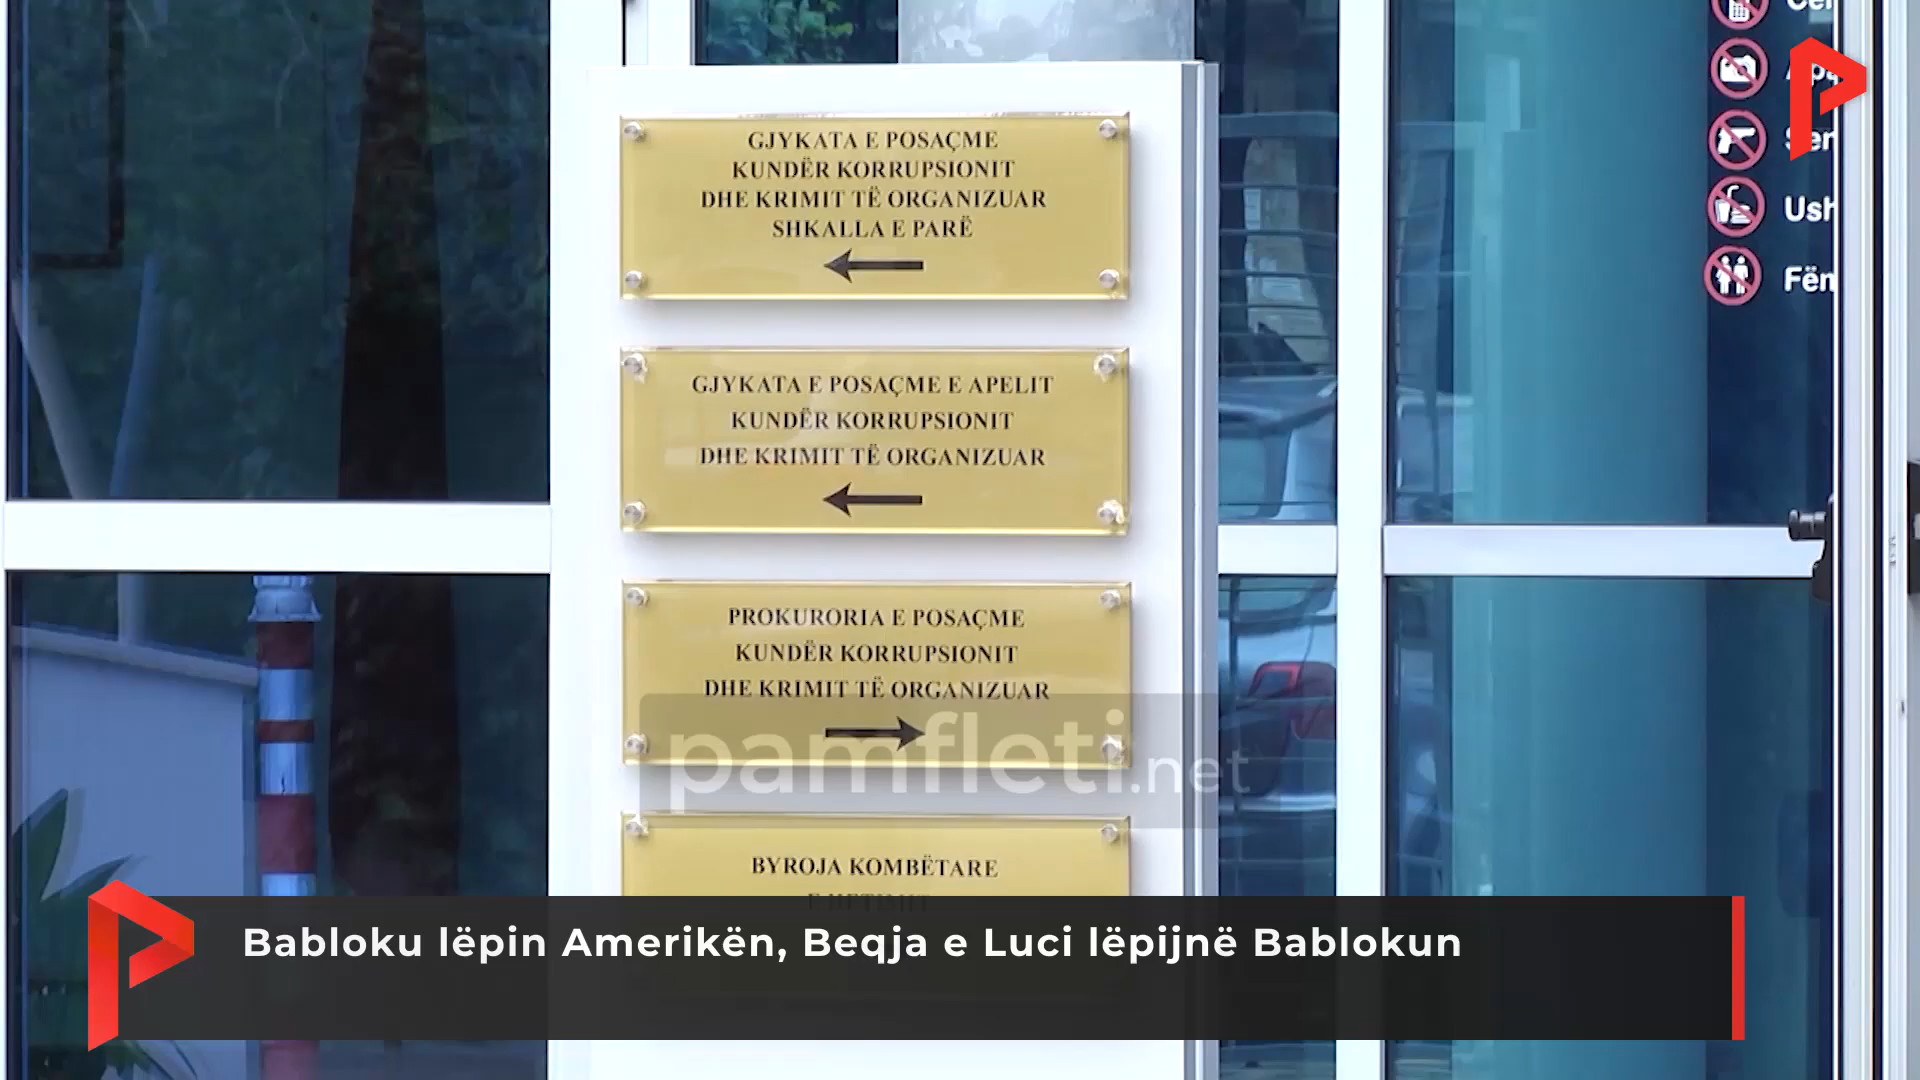 GJYKATA E POSAÇME
KUNDËR KORRUPSIONIT
DHE KRIMIT TË ORGANIZUAR
SHKALLA E PARË
GJYKATA E POSAÇME E APELIT
KUNDËR KORRUPSIONIT
DHE KRIMIT TË ORGANIZUAR
PROKURORIA E POSAÇME
KUNDËR KORRUPSIONIT
DHE KRIMIT TË ORGANIZUAR
pamfleti.net
BYROJA KOMBËTARE
E HETIMIT
Babloku lëpin Amerikën, Beqja e Luci lëpijnë Bablokun
Ush
Fën